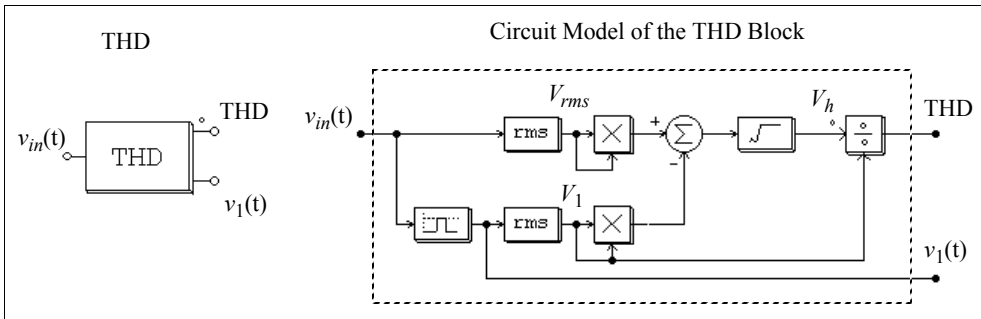 THD
Circuit Model of the THD Block
THD
v_in(t)
THD
v_1(t)
v_in(t)
V_rms
rms
+
Σ
-
√
V_h
÷
THD
V_1
rms
v_1(t)